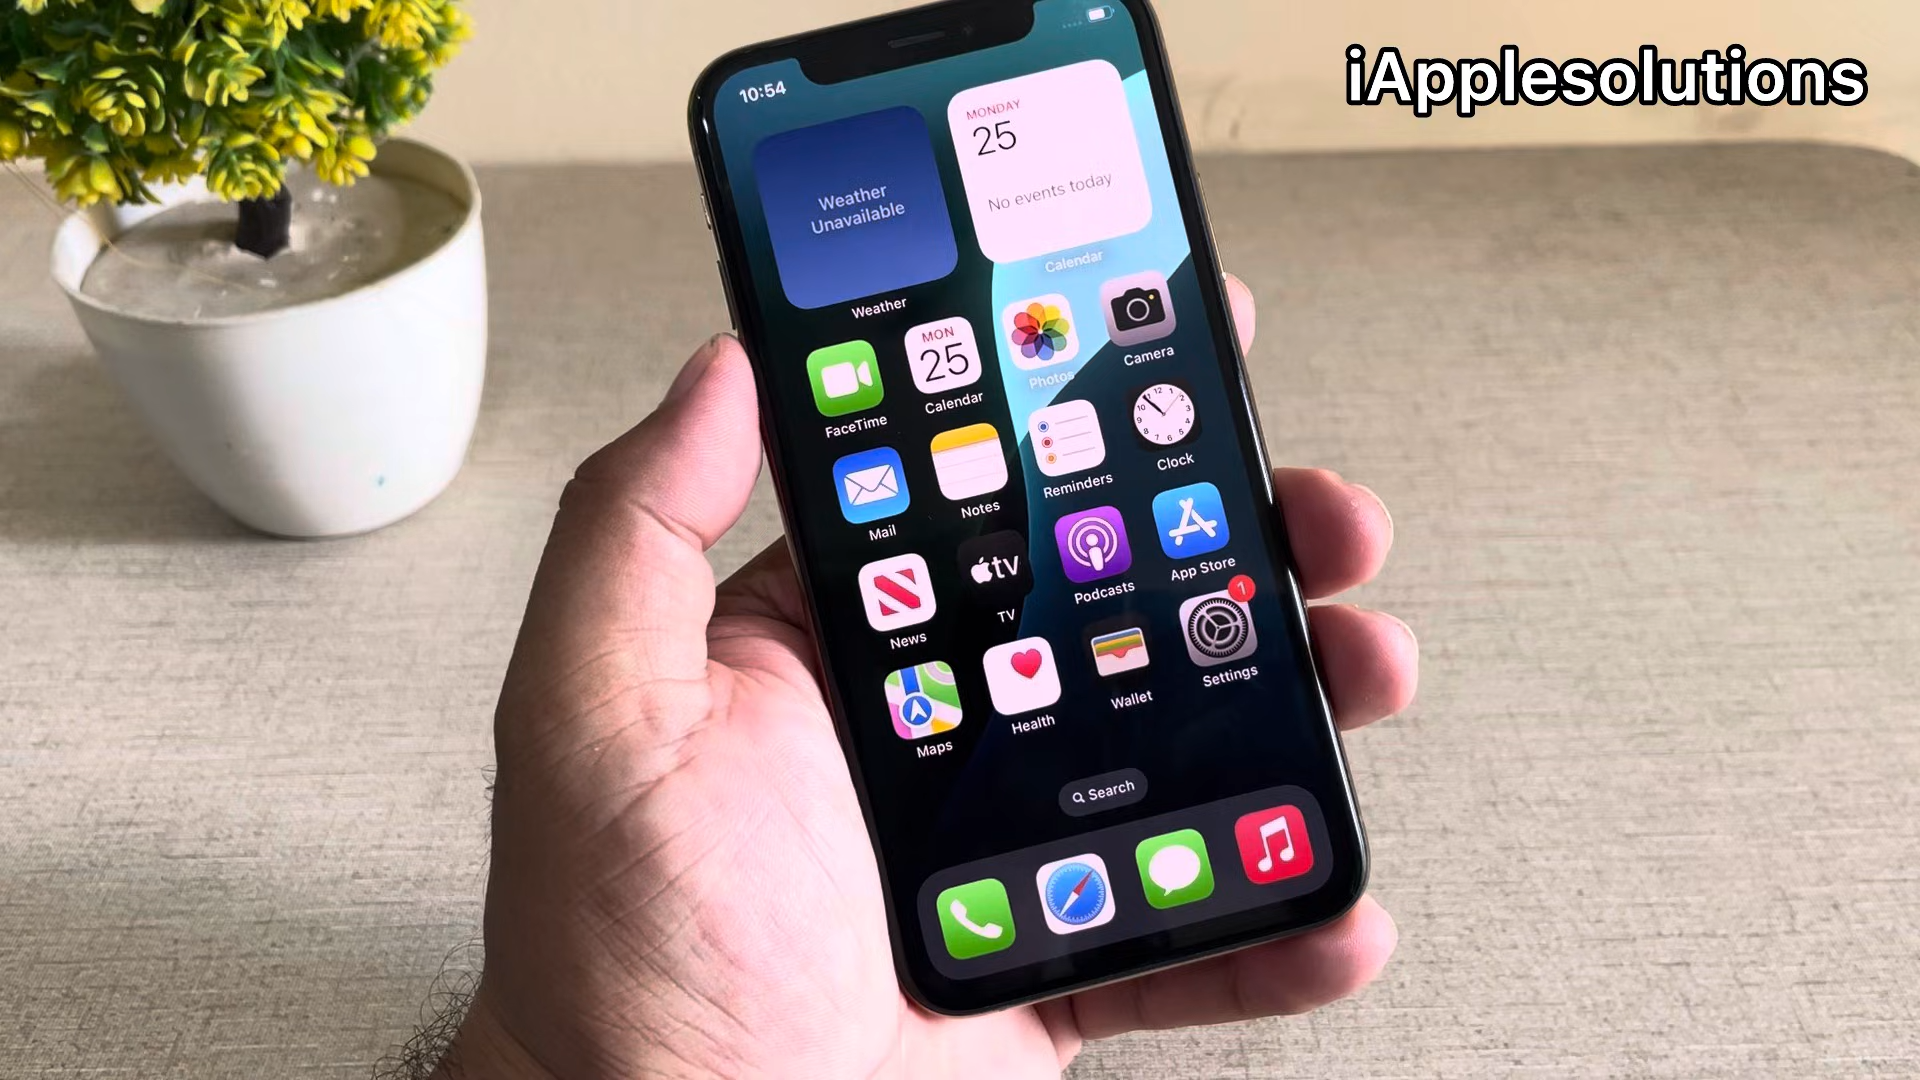 iApplesolutions
10:54
Weather
Unavailable
Weather
MONDAY
25
No events today
Calendar
FaceTime
MON
25
Calendar
Photos
Camera
Mail
Notes
Reminders
Clock
News
tv
TV
Podcasts
App Store
1
Maps
Health
Wallet
Settings
Search